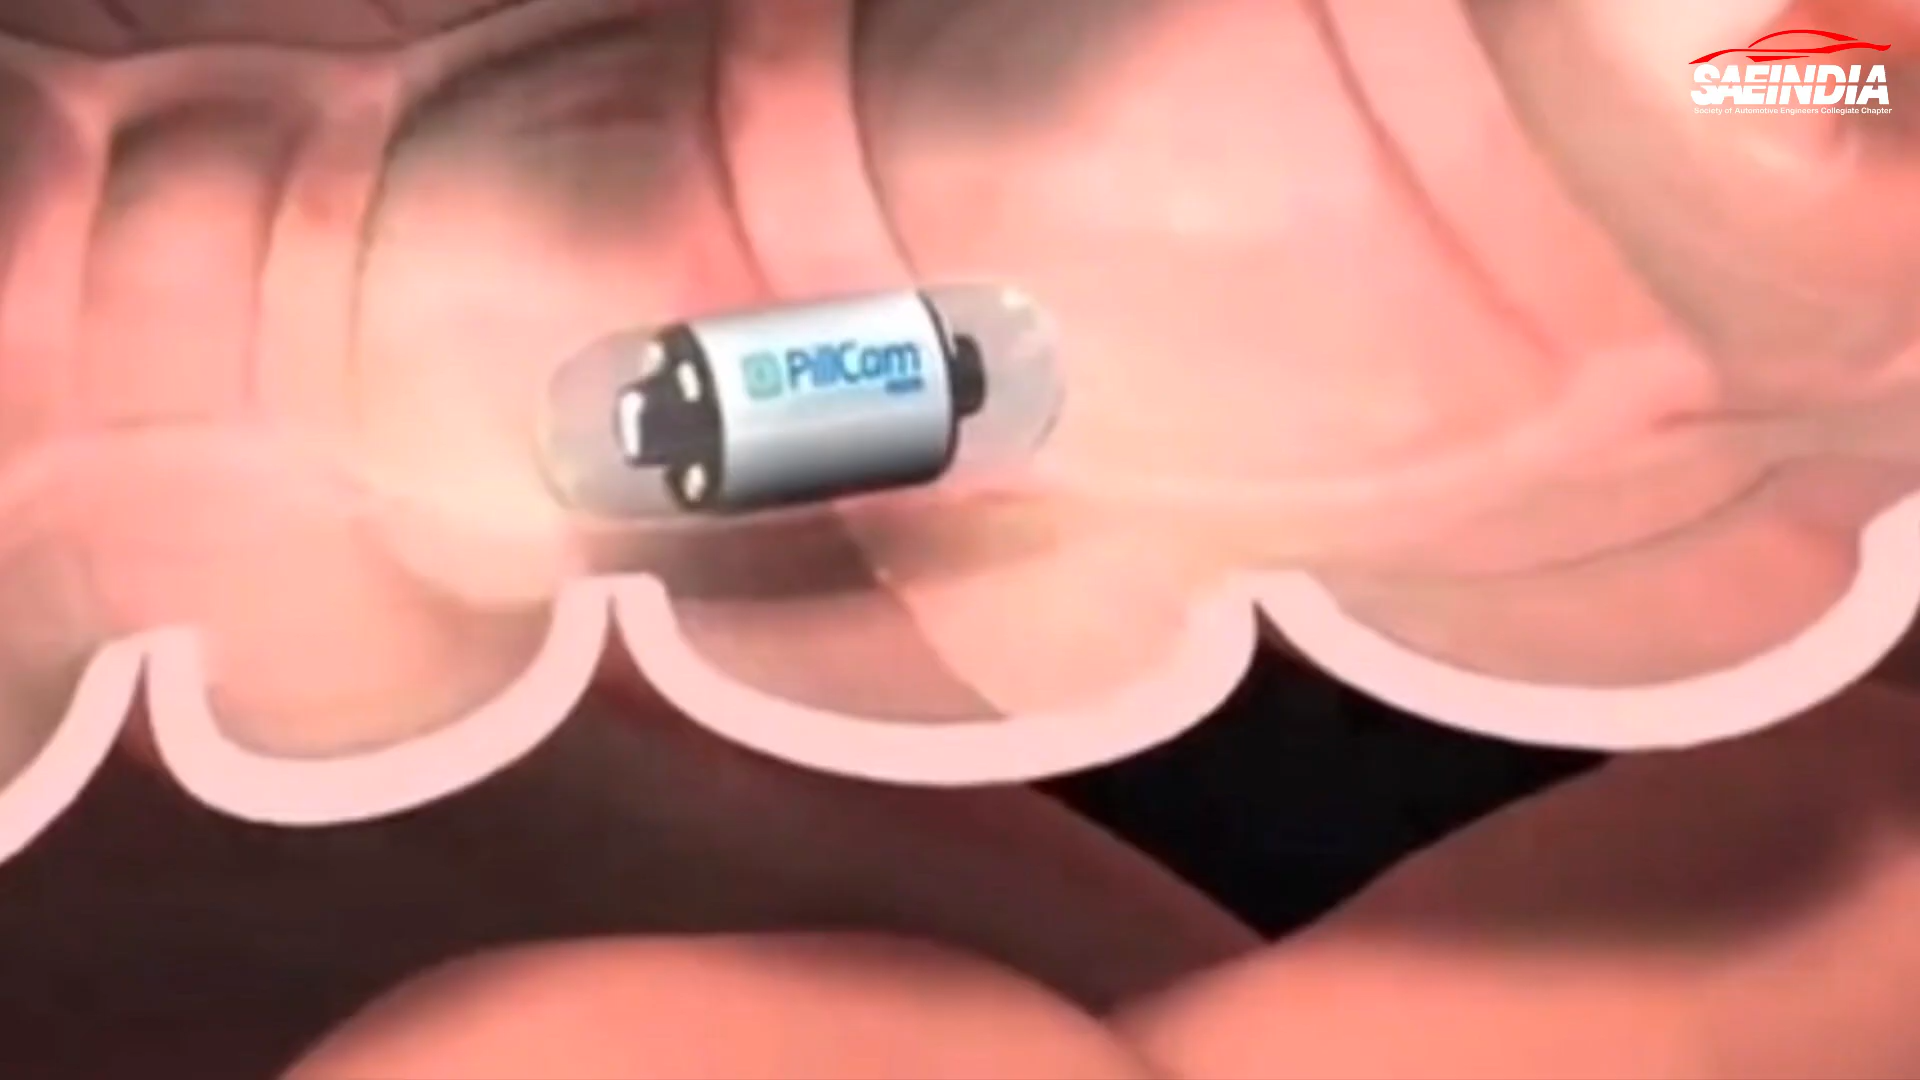 SAEINDIA
Society of Automotive Engineers Collegiate Chapter
PillCam